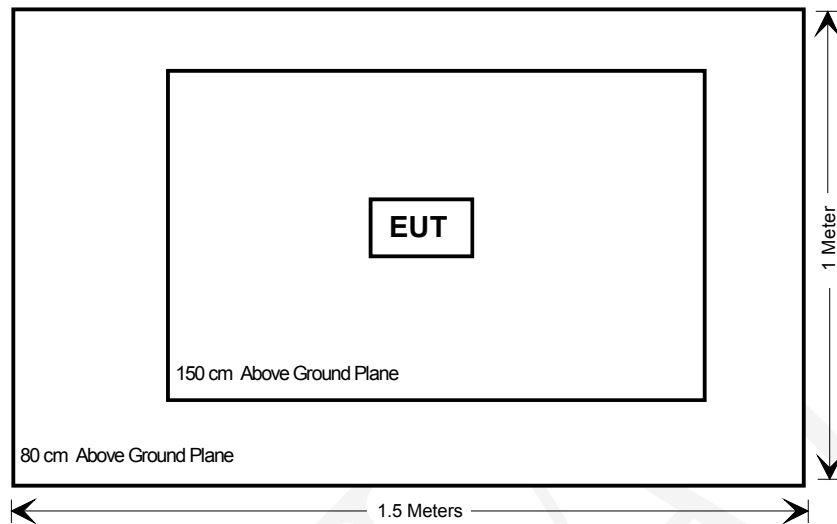 EUT
1 Meter
150 cm Above Ground Plane
80 cm Above Ground Plane
1.5 Meters